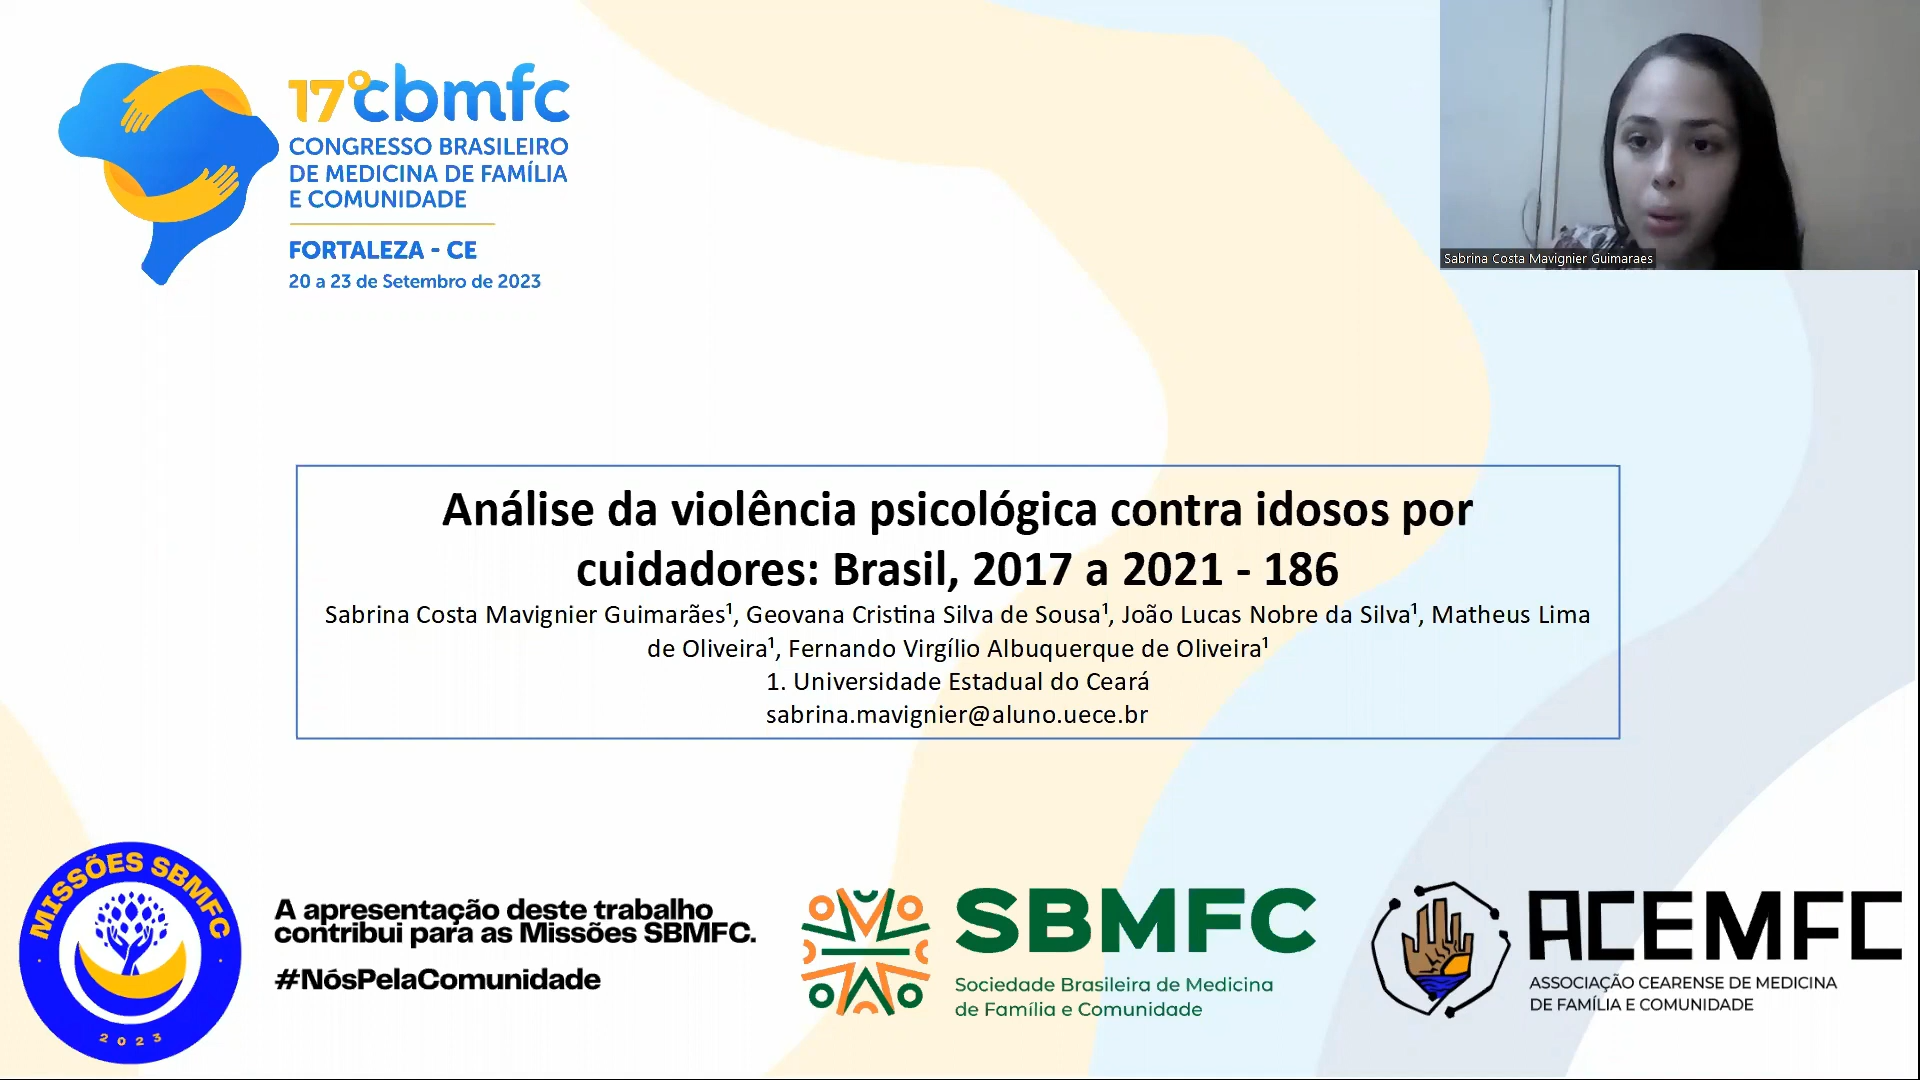 17º cbmfc
CONGRESSO BRASILEIRO
DE MEDICINA DE FAMÍLIA
E COMUNIDADE
FORTALEZA - CE
20 a 23 de Setembro de 2023
Sabrina Costa Mavignier Guimaraes
Análise da violência psicológica contra idosos por
cuidadores: Brasil, 2017 a 2021 - 186
Sabrina Costa Mavignier Guimarães¹, Geovana Cristina Silva de Sousa¹, João Lucas Nobre da Silva¹, Matheus Lima
de Oliveira¹, Fernando Virgílio Albuquerque de Oliveira¹
1. Universidade Estadual do Ceará
sabrina.mavignier@aluno.uece.br
MISSÕES SBMFC
2023
A apresentação deste trabalho
contribui para as Missões SBMFC.
#NósPelaComunidade
SBMFC
Sociedade Brasileira de Medicina
de Família e Comunidade
ACEMFC
ASSOCIAÇÃO CEARENSE DE MEDICINA
DE FAMÍLIA E COMUNIDADE